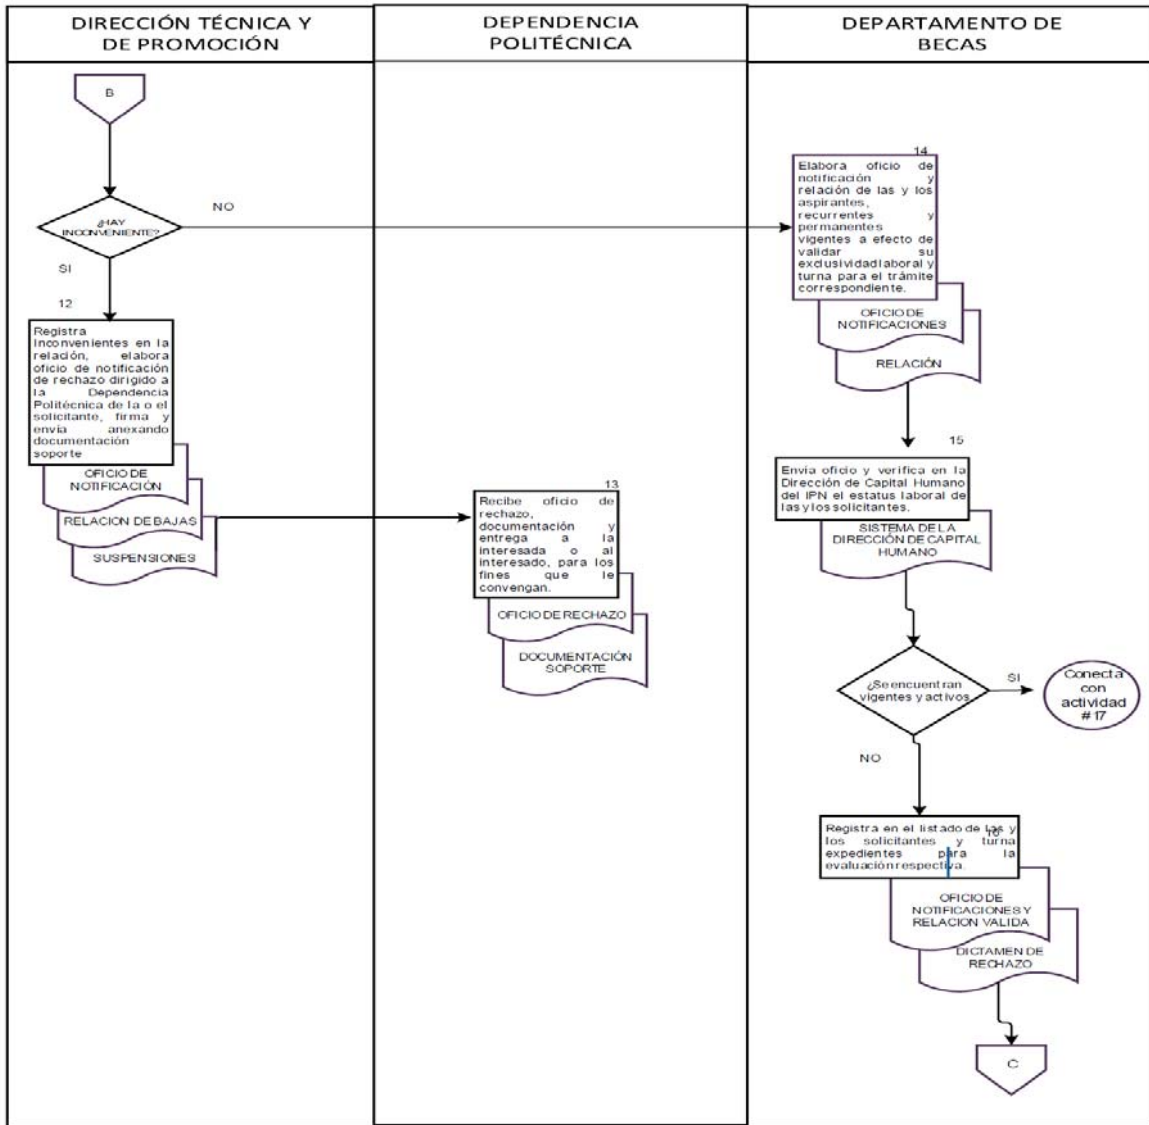 DIRECCIÓN TÉCNICA Y
DE PROMOCIÓN
DEPENDENCIA
POLITÉCNICA
DEPARTAMENTO DE
BECAS
B
¿HAY
INCONVENIENTE?
NO
SI
12
Registra
Inconvenientes en la
relación, elabora
oficio de notificación
de rechazo dirigido a
la Dependencia
Politécnica de la o el
solicitante, firma y
envía anexando
documentación
soporte
OFICIO DE
NOTIFICACIÓN
RELACION DE BAJAS
SUSPENSIONES
13
Recibe oficio de
rechazo,
documentación y
entrega a la
interesada o al
interesado, para los
fines que le
convengan.
OFICIO DE RECHAZO
DOCUMENTACIÓN
SOPORTE
14
Elabora oficio de
notificación y
relación de las y los
aspirantes,
recurrentes y
permanentes
vigentes a efecto de
validar su
exclusividad laboral y
turna para el trámite
correspondiente.
OFICIO DE
NOTIFICACIONES
RELACIÓN
15
Envía oficio y verifica en la
Dirección de Capital Humano
del IPN el estatus laboral de
las y los solicitantes.
SISTEMA DE LA
DIRECCIÓN DE CAPITAL
HUMANO
¿Se encuentran
vigentes y activos
SI
Conecta
con
actividad
# 17
NO
16
Registra en el listado de las y
los solicitantes y turna
expedientes para la
evaluación respectiva.
OFICIO DE
NOTIFICACIONES Y
RELACION VALIDA
DICTAMEN DE
RECHAZO
C